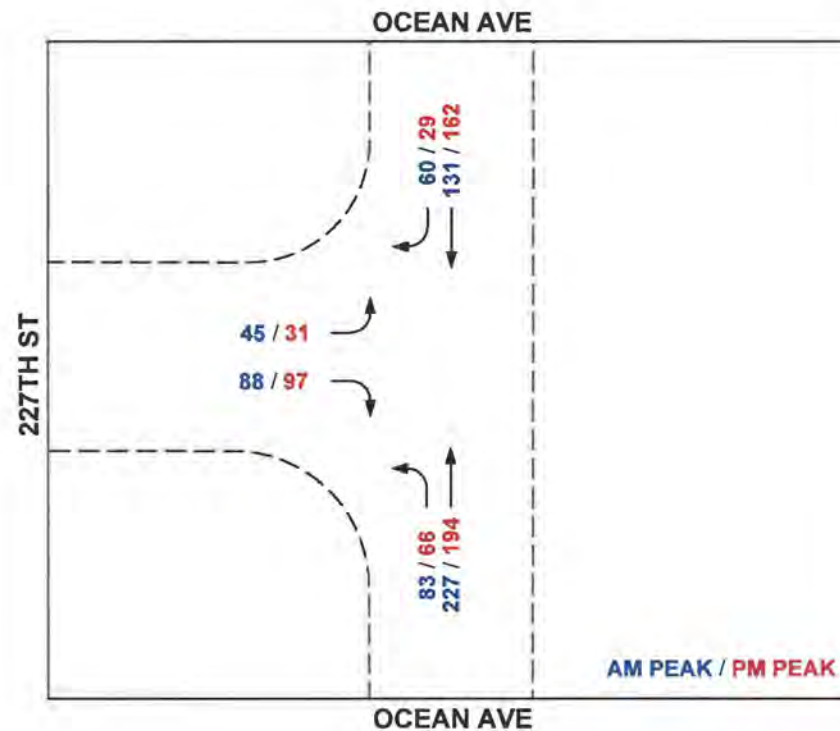 OCEAN AVE
60 / 29
131 / 162
45 / 31
88 / 97
227TH ST
83 / 66
227 / 194
AM PEAK / PM PEAK
OCEAN AVE